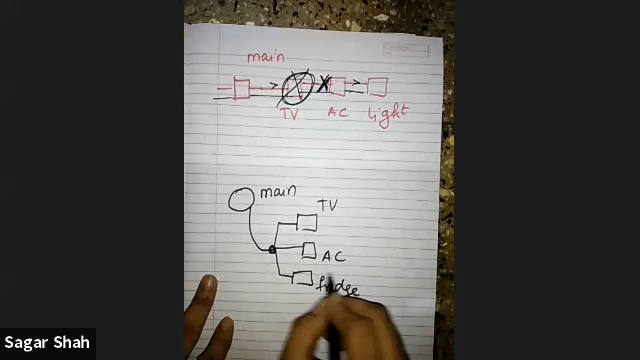 main
TV AC light
main
TV
AC
fridge
Sagar Shah